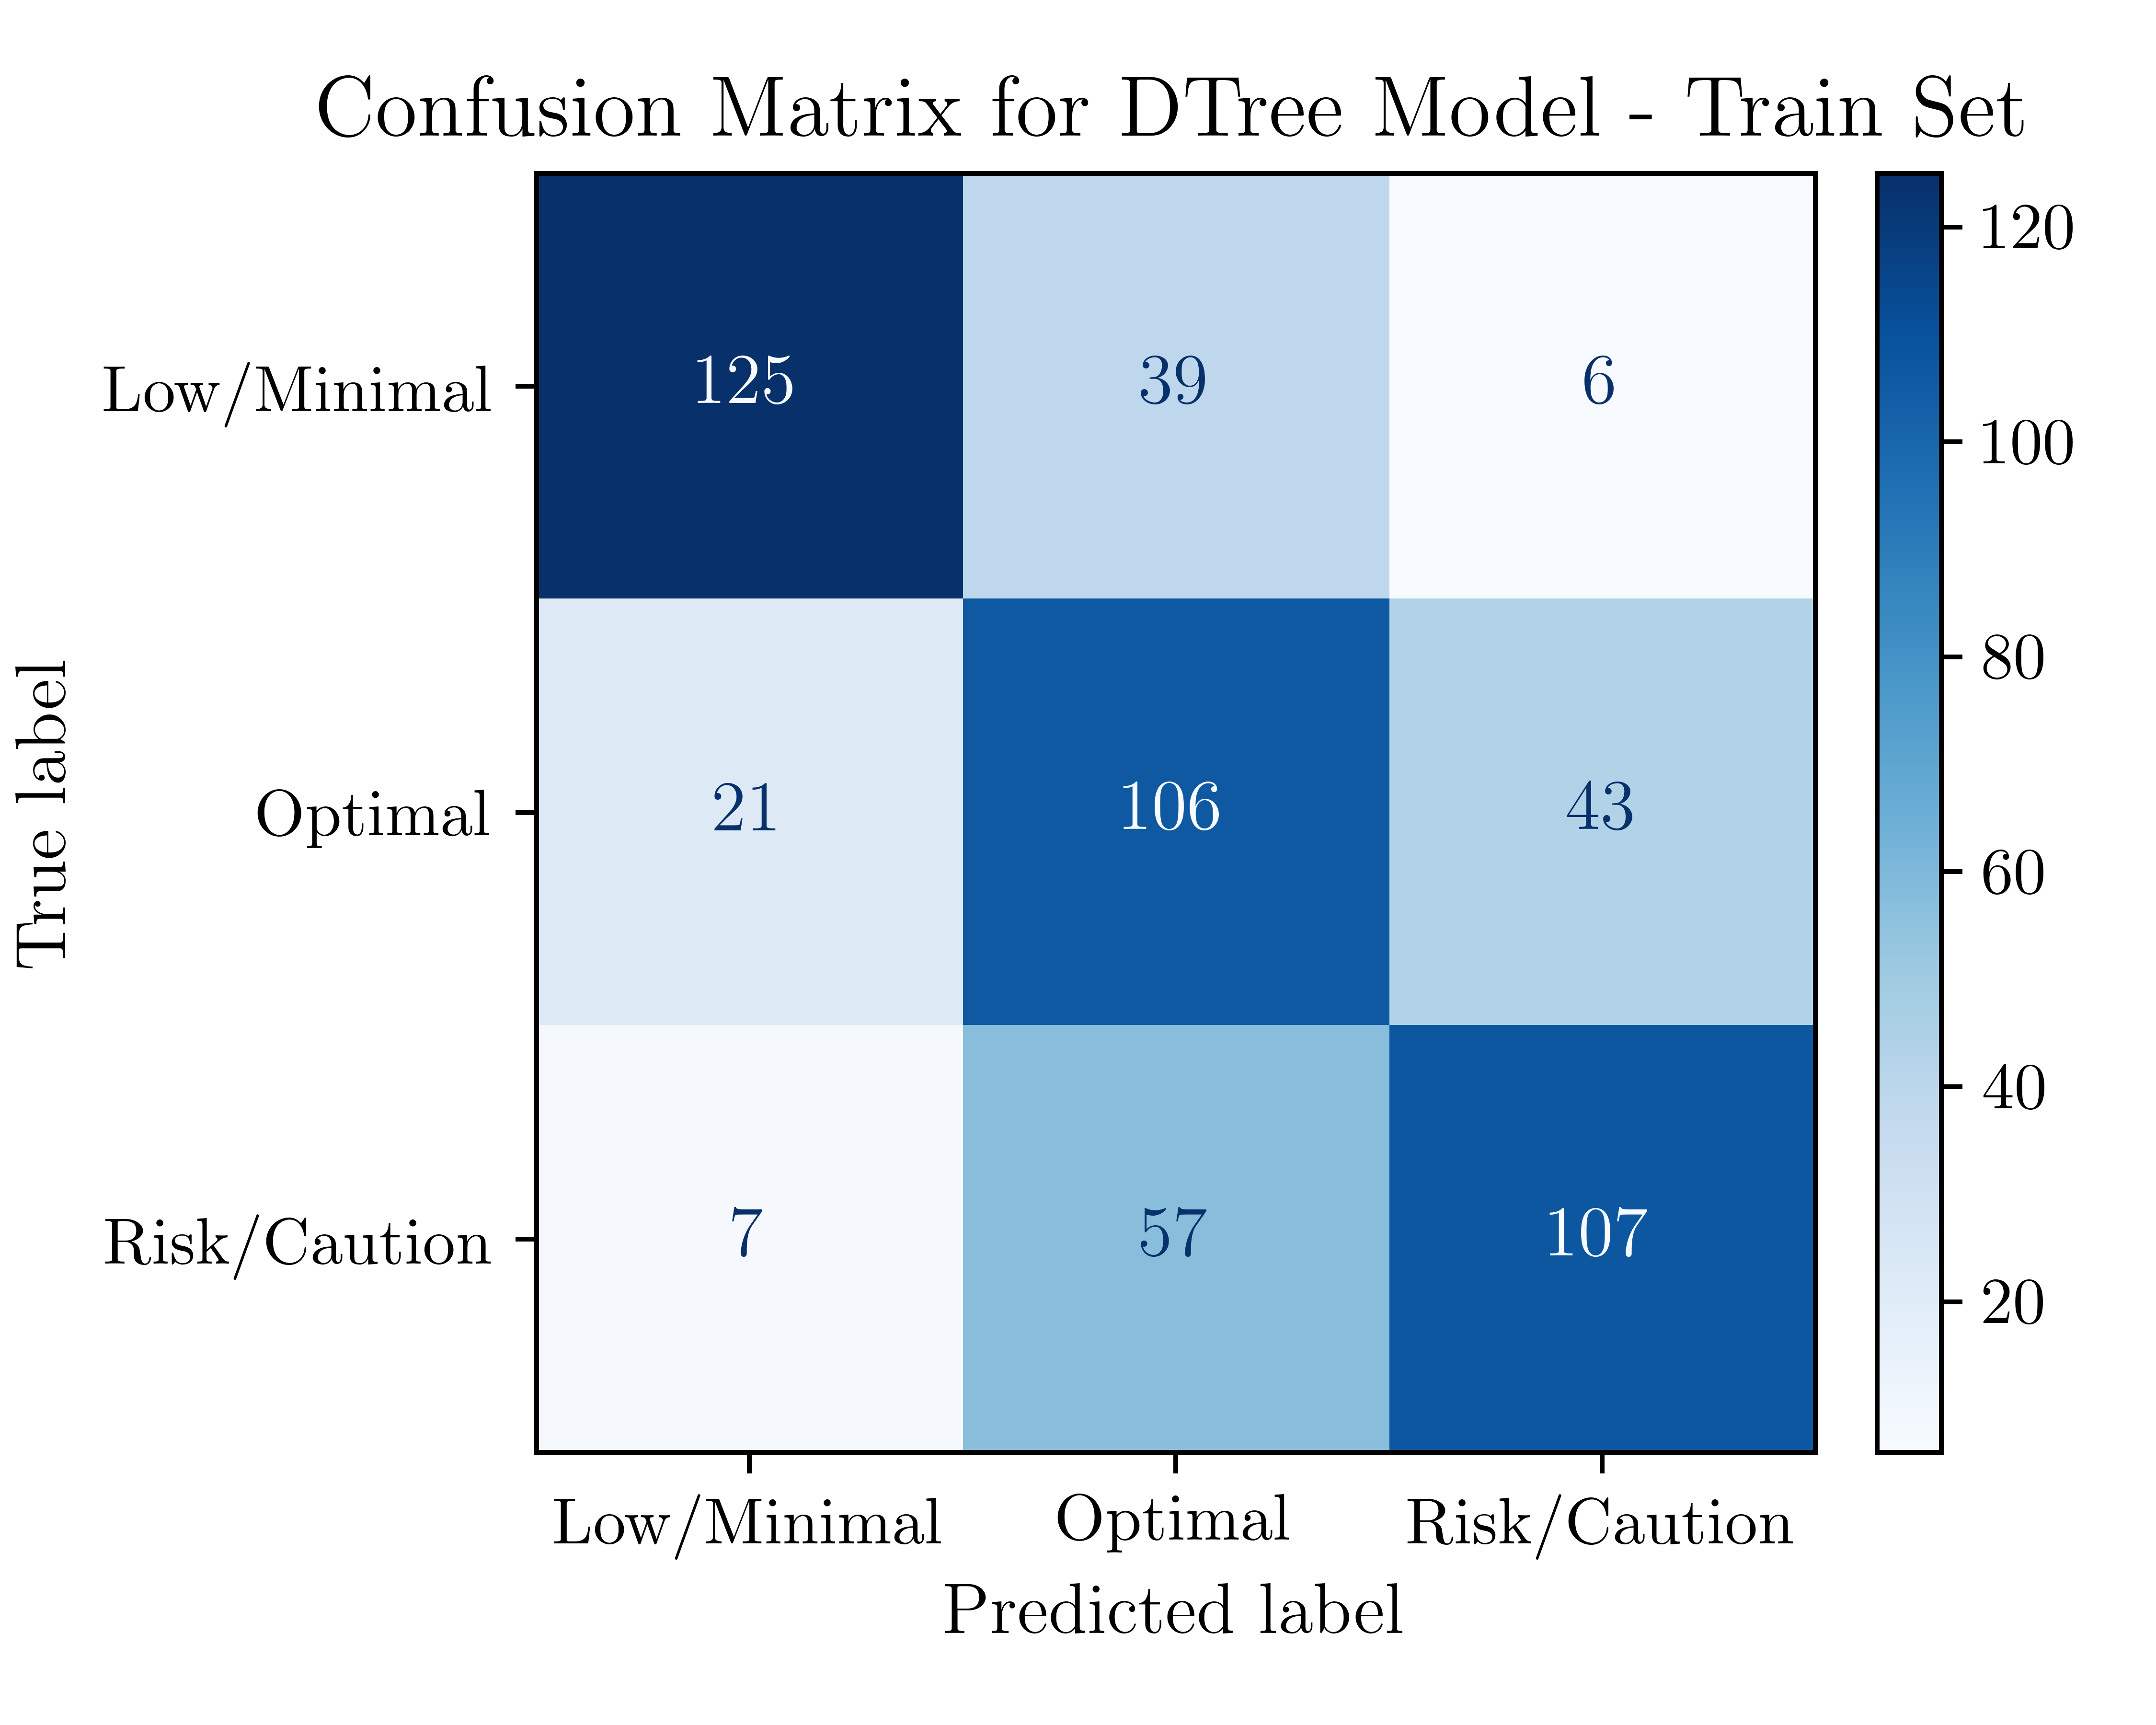 Confusion Matrix for DTree Model - Train Set
120
100
80
60
40
20
True label
Low/Minimal
125
39
6
Optimal
21
106
43
Risk/Caution
7
57
107
Low/Minimal
Optimal
Risk/Caution
Predicted label